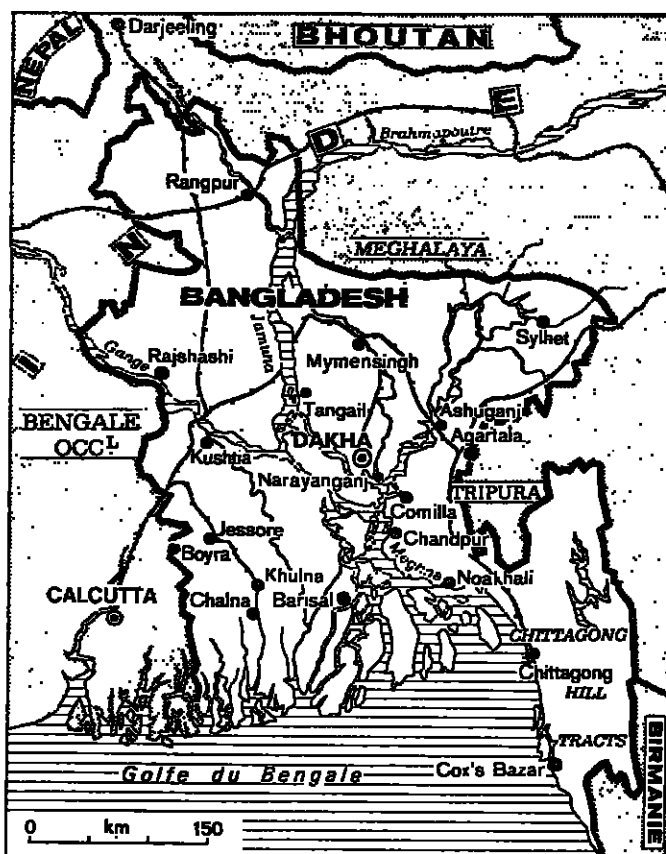 Darjeeling
BHOUTAN
NEPAL
E
D
Brahmapoutre
Rangpur
MEGHALAYA
N
BANGLADESH
Jamuna
Sylhet
Mymensingh
Gange
Rajshashi
I
Tangail
Ashuganj
BENGALE
OCCL
DAKHA
Agartala
Kushtia
Narayanganj
TRIPURA
Comilla
Jessore
Chandpur
Boyra
Meghna
Khulna
Noakhali
CALCUTTA
Chalna
Barisal
CHITTAGONG
Chittagong
HILL
TRACTS
Golfe du Bengale
Cox's Bazar
BIRMANIE
0 km 150